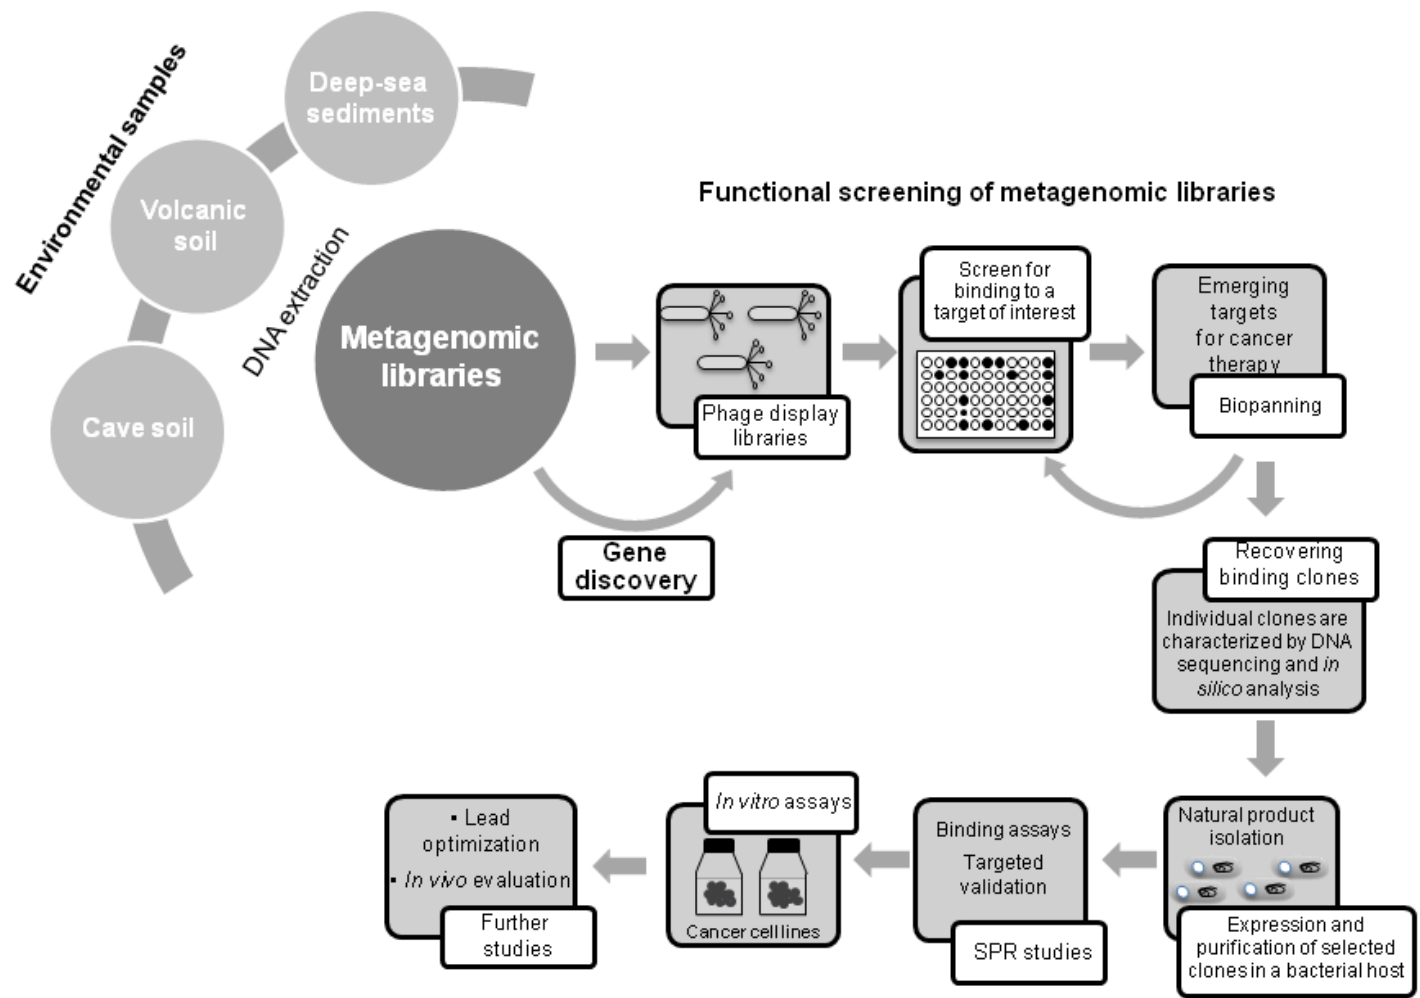 Environmental samples
Deep-sea
sediments
Volcanic
soil
Cave soil
DNA extraction
Metagenomic
libraries
Gene
discovery
Functional screening of metagenomic libraries
Phage display
libraries
Screen for
binding to a
target of interest
Emerging
targets
for cancer
therapy
Biopanning
Recovering
binding clones
Individual clones are
characterized by DNA
sequencing and in
silico analysis
Natural product
isolation
Expression and
purification of selected
clones in a bacterial host
Binding assays
Targeted
validation
SPR studies
In vitro assays
Cancer cell lines
▪ Lead
optimization
▪ In vivo evaluation
Further
studies